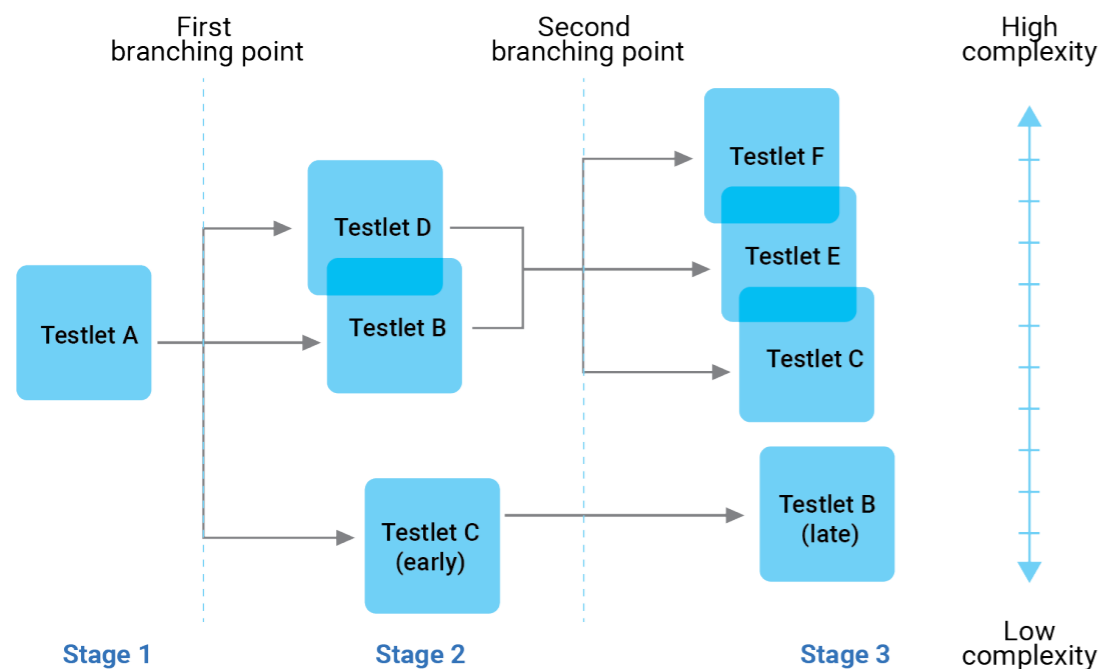 First
branching point
Second
branching point
High
complexity
Testlet A
Testlet D
Testlet B
Testlet C
(early)
Testlet F
Testlet E
Testlet C
Testlet B
(late)
Stage 1
Stage 2
Stage 3
Low
complexity